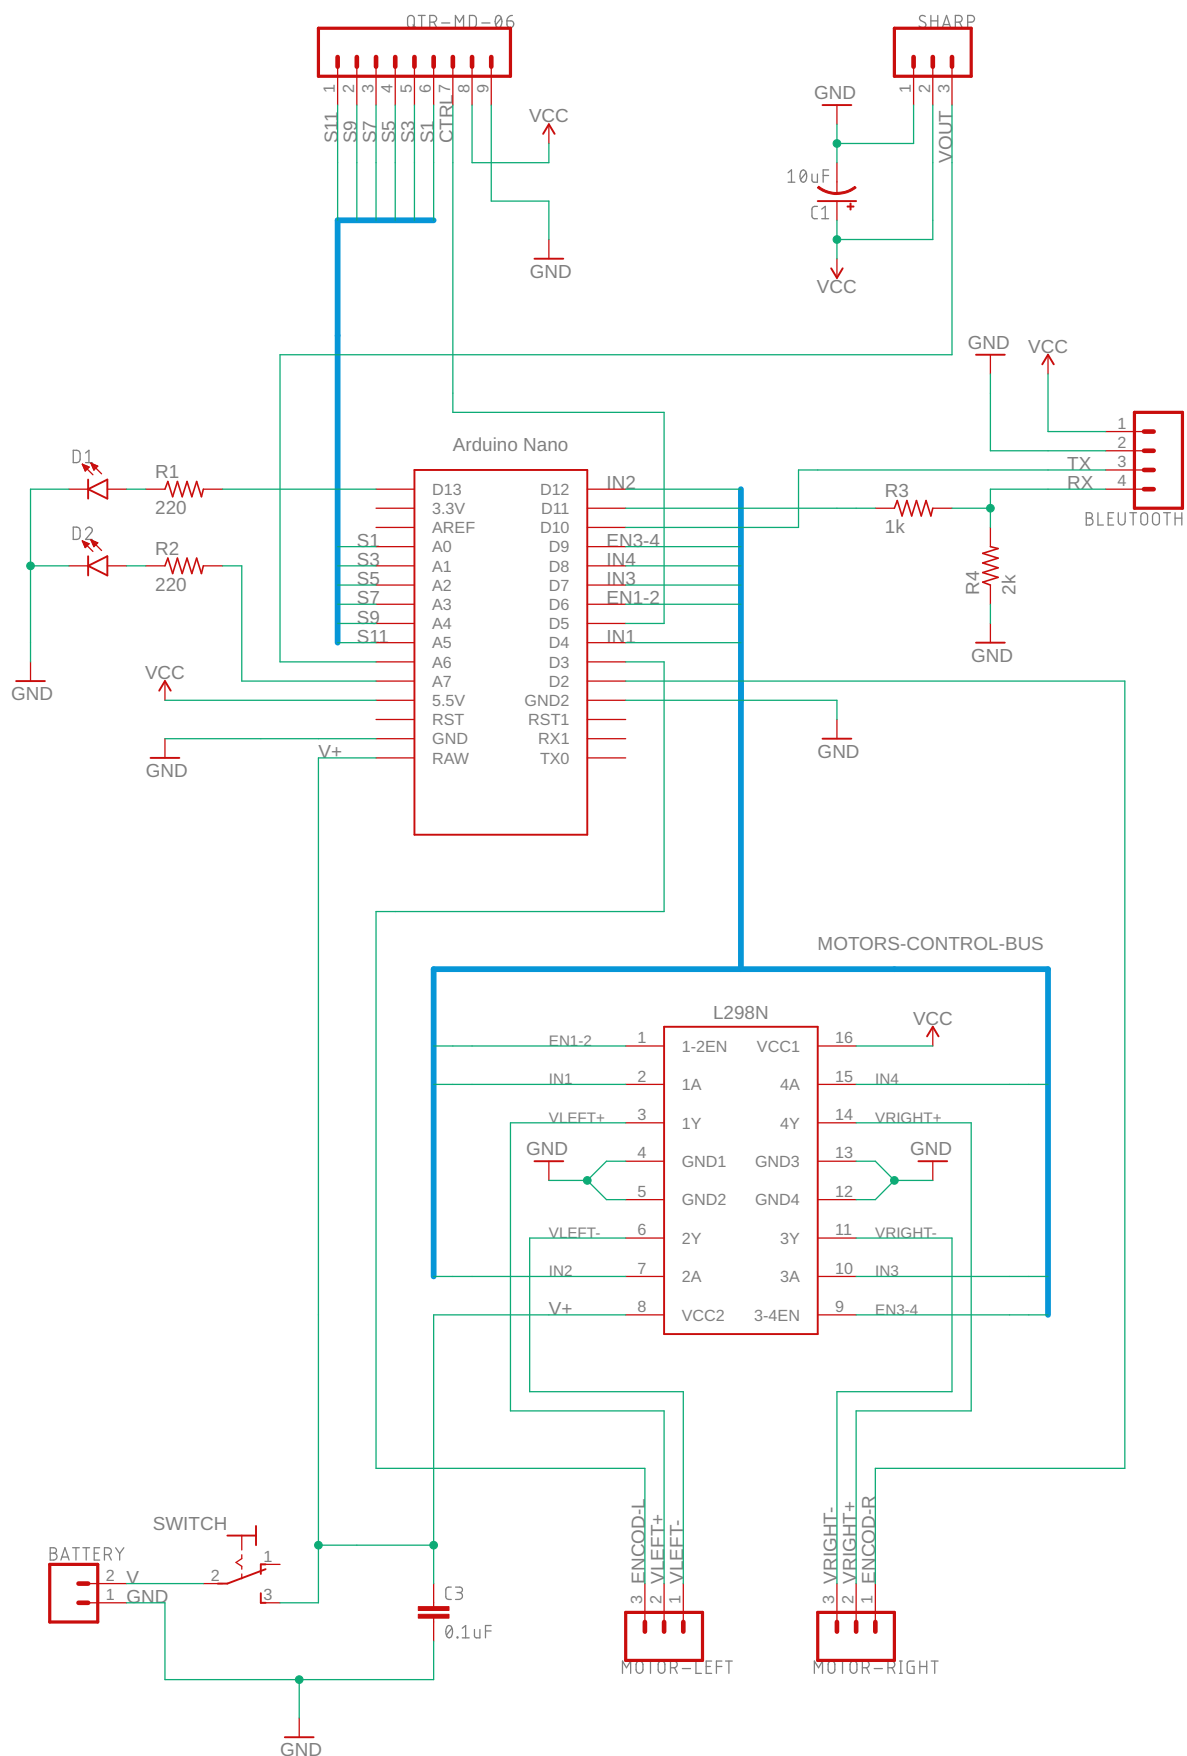 QTR-MD-06
SHARP
1 2 3 4 5 6 7 8 9
S11 S9 S7 S5 S3 S1 CTRL
VCC
GND
GND
1 2 3
VOUT
10uF
C1
VCC
GND
VCC
1
2
TX 3
RX 4
BLEUTOOTH
Arduino Nano
D1
R1
220
D2
R2
220
GND
VCC
GND
V+
D13 D12 IN2
3.3V D11
AREF D10
S1 A0 D9 EN3-4
S3 A1 D8 IN4
S5 A2 D7 IN3
S7 A3 D6 EN1-2
S9 A4 D5
S11 A5 D4 IN1
A6 D3
A7 D2
5.5V GND2
RST RST1
GND RX1
RAW TX0
R3
1k
R4
2k
GND
GND
MOTORS-CONTROL-BUS
L298N
VCC
EN1-2 1 1-2EN VCC1 16
IN1 2 1A 4A 15 IN4
VLEFT+ 3 1Y 4Y 14 VRIGHT+
GND 4 GND1 GND3 13 GND
5 GND2 GND4 12
VLEFT- 6 2Y 3Y 11 VRIGHT-
IN2 7 2A 3A 10 IN3
V+ 8 VCC2 3-4EN 9 EN3-4
SWITCH
BATTERY
2 V 2 1
1 GND 3
C3
0.1uF
GND
ENCOD-L VLEFT+ VLEFT-
3 2 1
MOTOR-LEFT
VRIGHT- VRIGHT+ ENCOD-R
3 2 1
MOTOR-RIGHT